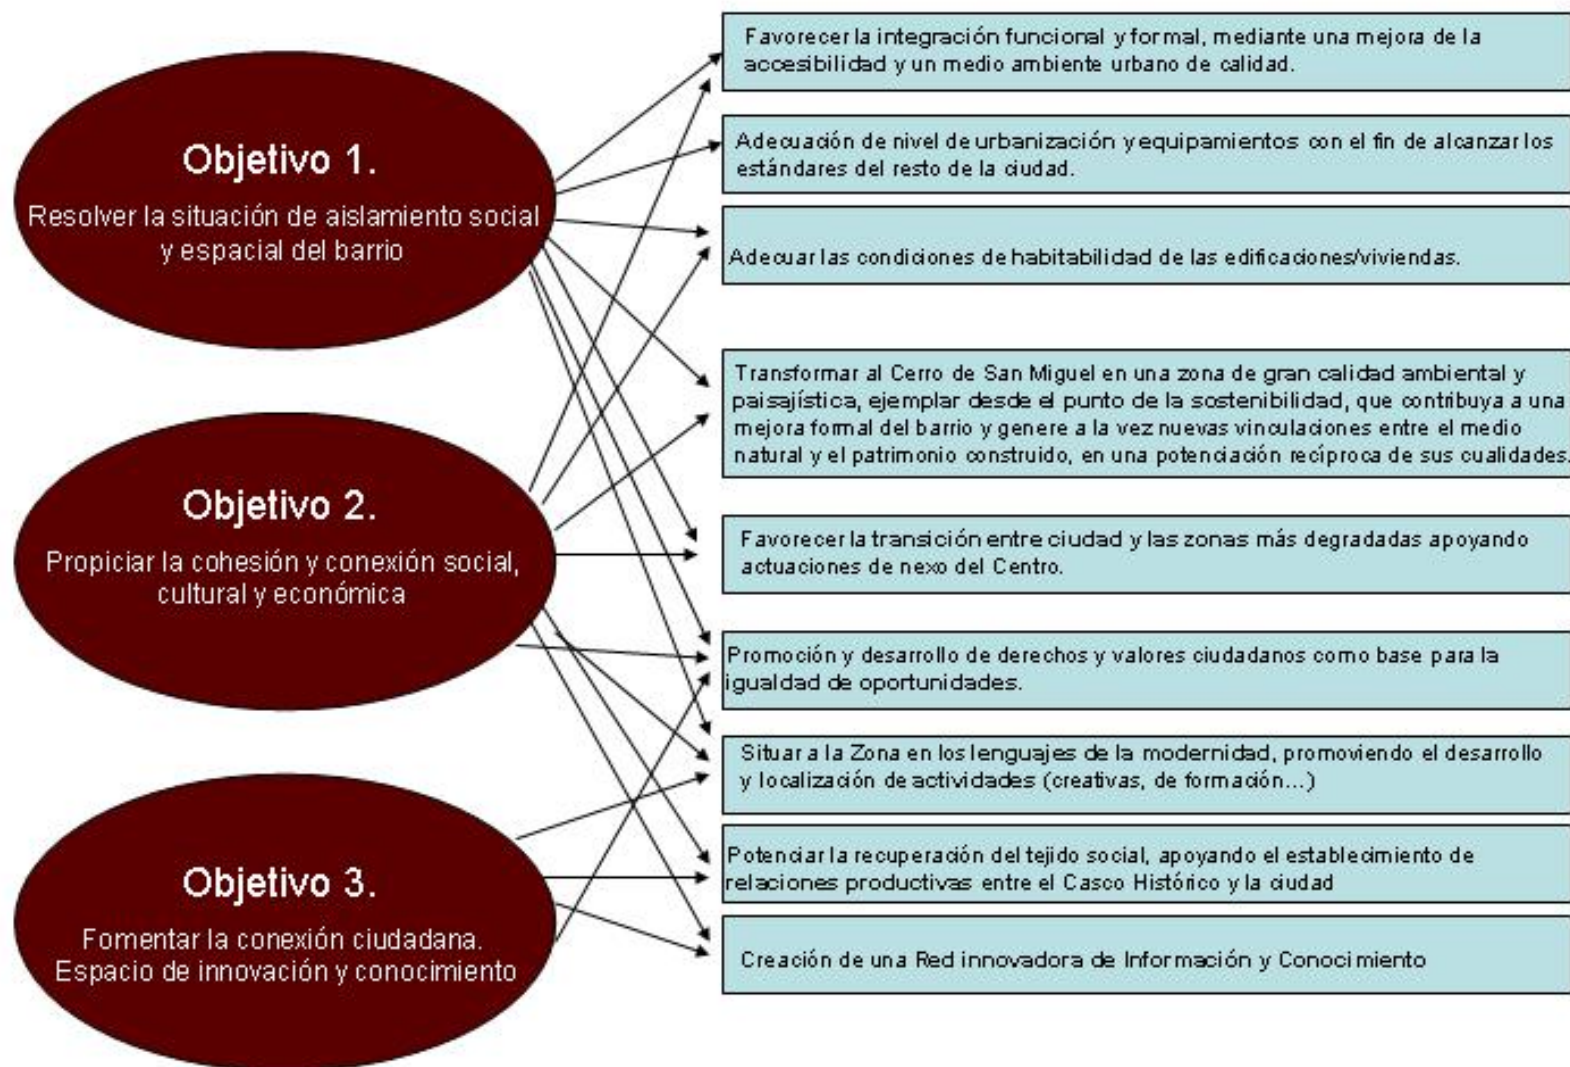 Objetivo 1.
Resolver la situación de aislamiento social
y espacial del barrio
Objetivo 2.
Propiciar la cohesión y conexión social,
cultural y económica
Objetivo 3.
Fomentar la conexión ciudadana.
Espacio de innovación y conocimiento
Favorecer la integración funcional y formal, mediante una mejora de la
accesibilidad y un medio ambiente urbano de calidad.
Adecuación de nivel de urbanización y equipamientos con el fin de alcanzar los
estándares del resto de la ciudad.
Adecuar las condiciones de habitabilidad de las edificaciones/viviendas.
Transformar al Cerro de San Miguel en una zona de gran calidad ambiental y
paisajística, ejemplar desde el punto de la sostenibilidad, que contribuya a una
mejora formal del barrio y genere a la vez nuevas vinculaciones entre el medio
natural y el patrimonio construido, en una potenciación recíproca de sus cualidades.
Favorecer la transición entre ciudad y las zonas más degradadas apoyando
actuaciones de nexo del Centro.
Promoción y desarrollo de derechos y valores ciudadanos como base para la
igualdad de oportunidades.
Situar a la Zona en los lenguajes de la modernidad, promoviendo el desarrollo
y localización de actividades (creativas, de formación...)
Potenciar la recuperación del tejido social, apoyando el establecimiento de
relaciones productivas entre el Casco Histórico y la ciudad
Creación de una Red innovadora de Información y Conocimiento